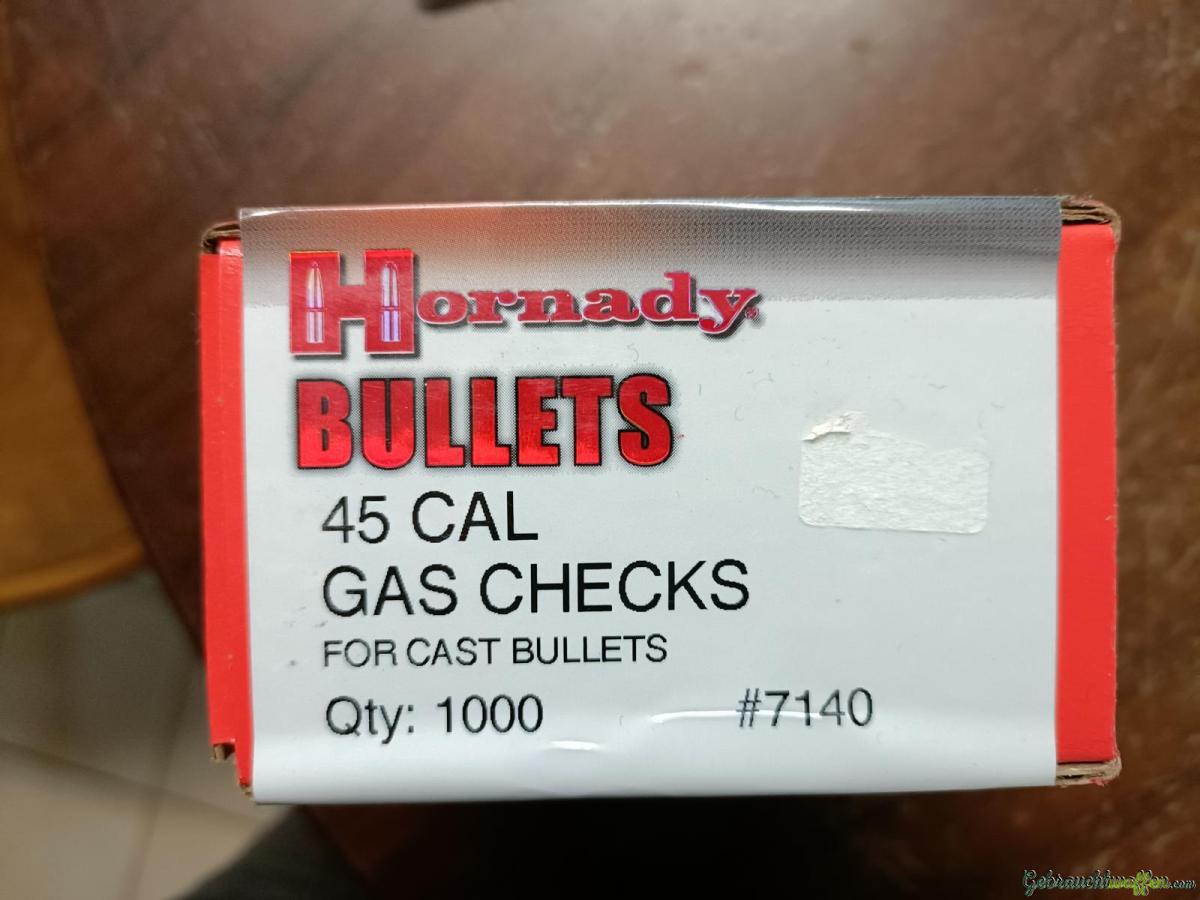 Hornady
BULLETS
45 CAL
GAS CHECKS
FOR CAST BULLETS
Qty: 1000 #7140
Gebrauchtwaffen.com